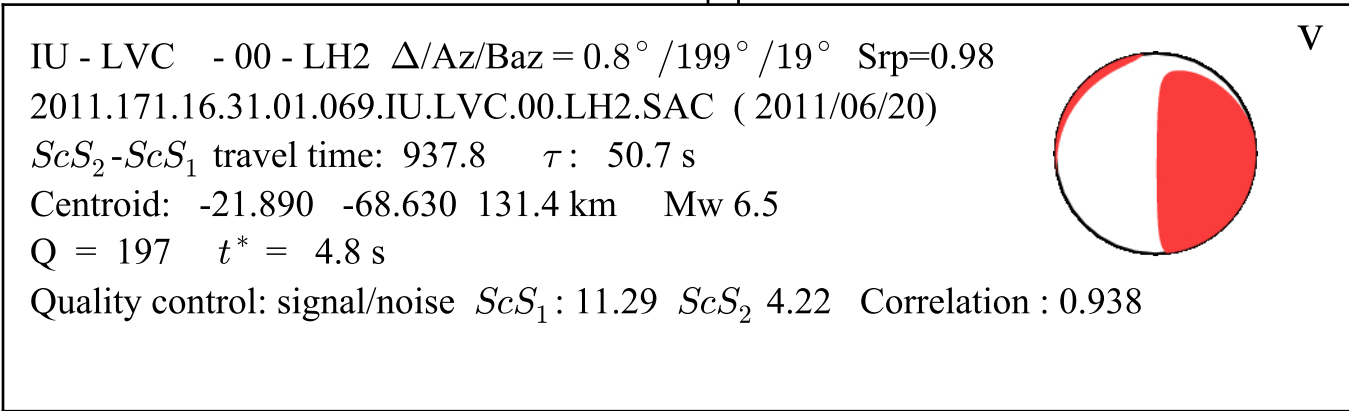 IU - LVC - 00 - LH2 Δ/Az/Baz = 0.8° /199° /19° Srp=0.98
V
2011.171.16.31.01.069.IU.LVC.00.LH2.SAC ( 2011/06/20)
ScS₂-ScS₁ travel time: 937.8 τ : 50.7 s
Centroid: -21.890 -68.630 131.4 km Mw 6.5
Q = 197 t* = 4.8 s
Quality control: signal/noise ScS₁ : 11.29 ScS₂ 4.22 Correlation : 0.938